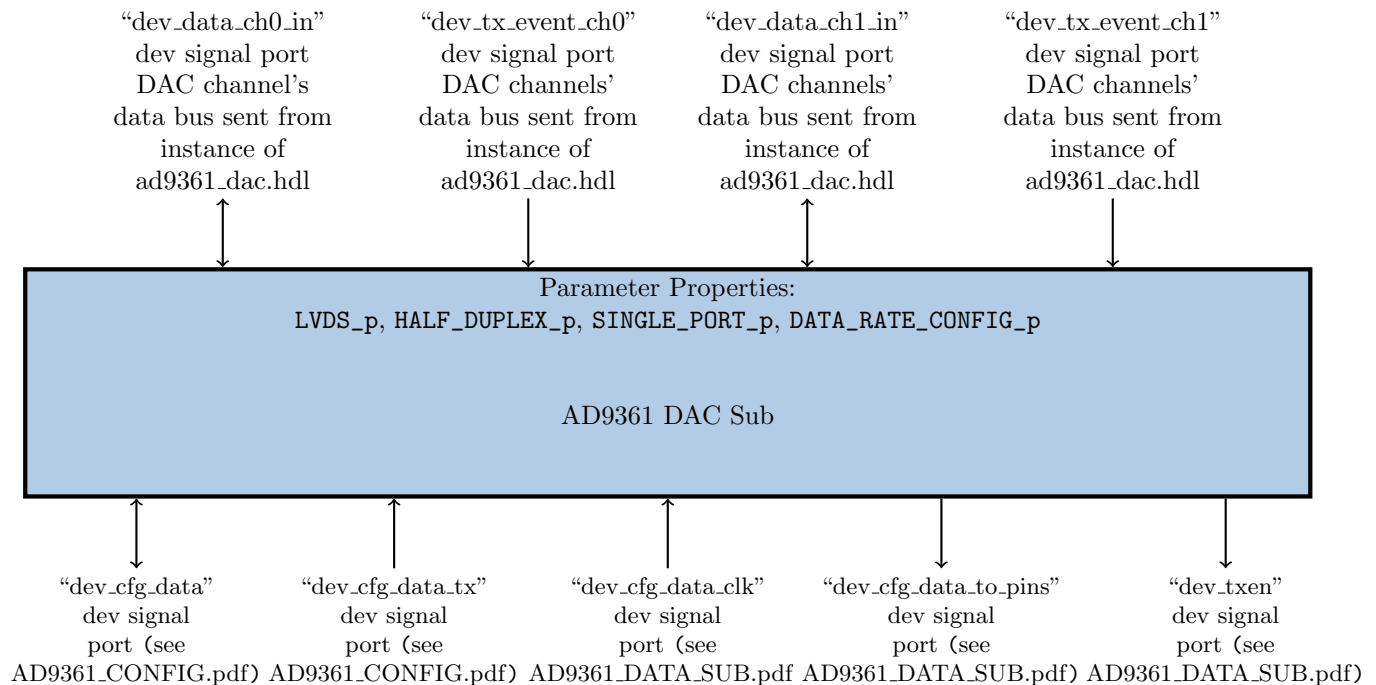 “dev_data_ch0_in”
dev signal port
DAC channel's
data bus sent from
instance of
ad9361_dac.hdl
“dev_tx_event_ch0”
dev signal port
DAC channels’
data bus sent from
instance of
ad9361_dac.hdl
“dev_data_ch1_in”
dev signal port
DAC channels’
data bus sent from
instance of
ad9361_dac.hdl
“dev_tx_event_ch1”
dev signal port
DAC channels’
data bus sent from
instance of
ad9361_dac.hdl
Parameter Properties:
LVDS_p, HALF_DUPLEX_p, SINGLE_PORT_p, DATA_RATE_CONFIG_p
AD9361 DAC Sub
“dev_cfg_data”
dev signal
port (see
AD9361_CONFIG.pdf)
“dev_cfg_data_tx”
dev signal
port (see
AD9361_CONFIG.pdf)
“dev_cfg_data_clk”
dev signal
port (see
AD9361_DATA_SUB.pdf
“dev_cfg_data_to_pins”
dev signal
port (see
AD9361_DATA_SUB.pdf)
“dev_txen”
dev signal
port (see
AD9361_DATA_SUB.pdf)